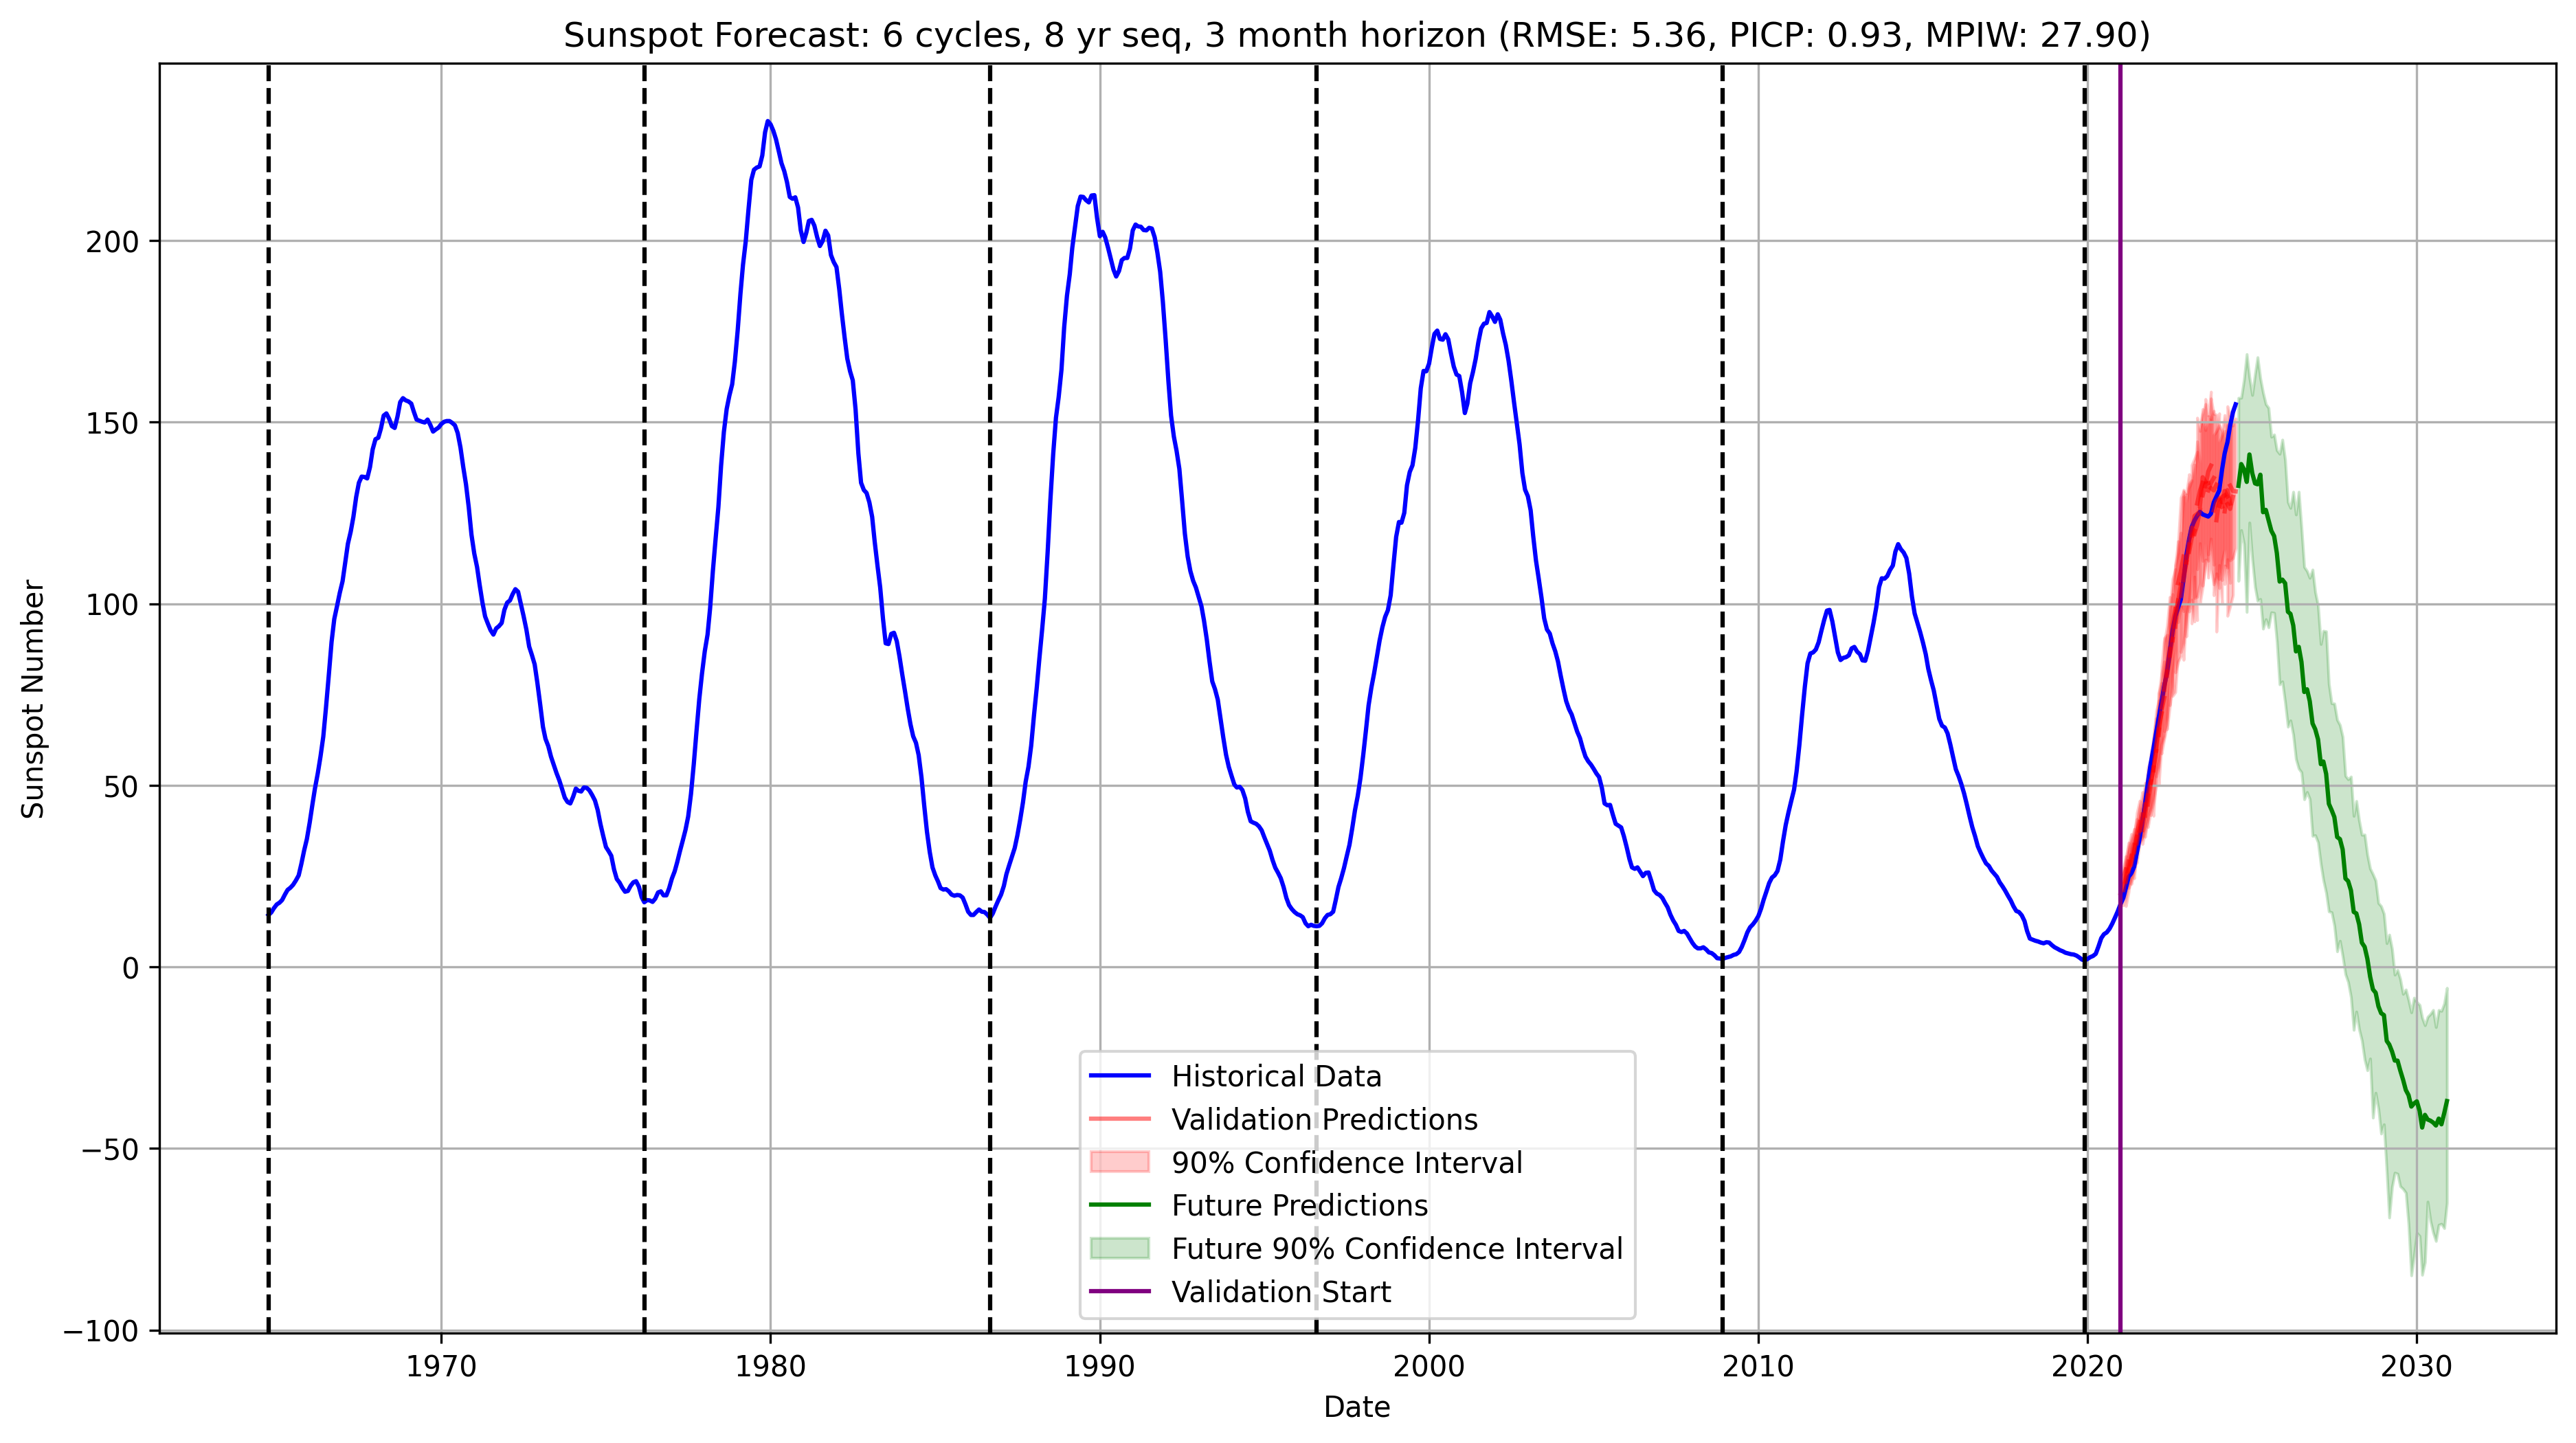 Sunspot Forecast: 6 cycles, 8 yr seq, 3 month horizon (RMSE: 5.36, PICP: 0.93, MPIW: 27.90)
Sunspot Number
200
150
100
50
0
−50
−100
Historical Data
Validation Predictions
90% Confidence Interval
Future Predictions
Future 90% Confidence Interval
Validation Start
1970 1980 1990 2000 2010 2020 2030
Date